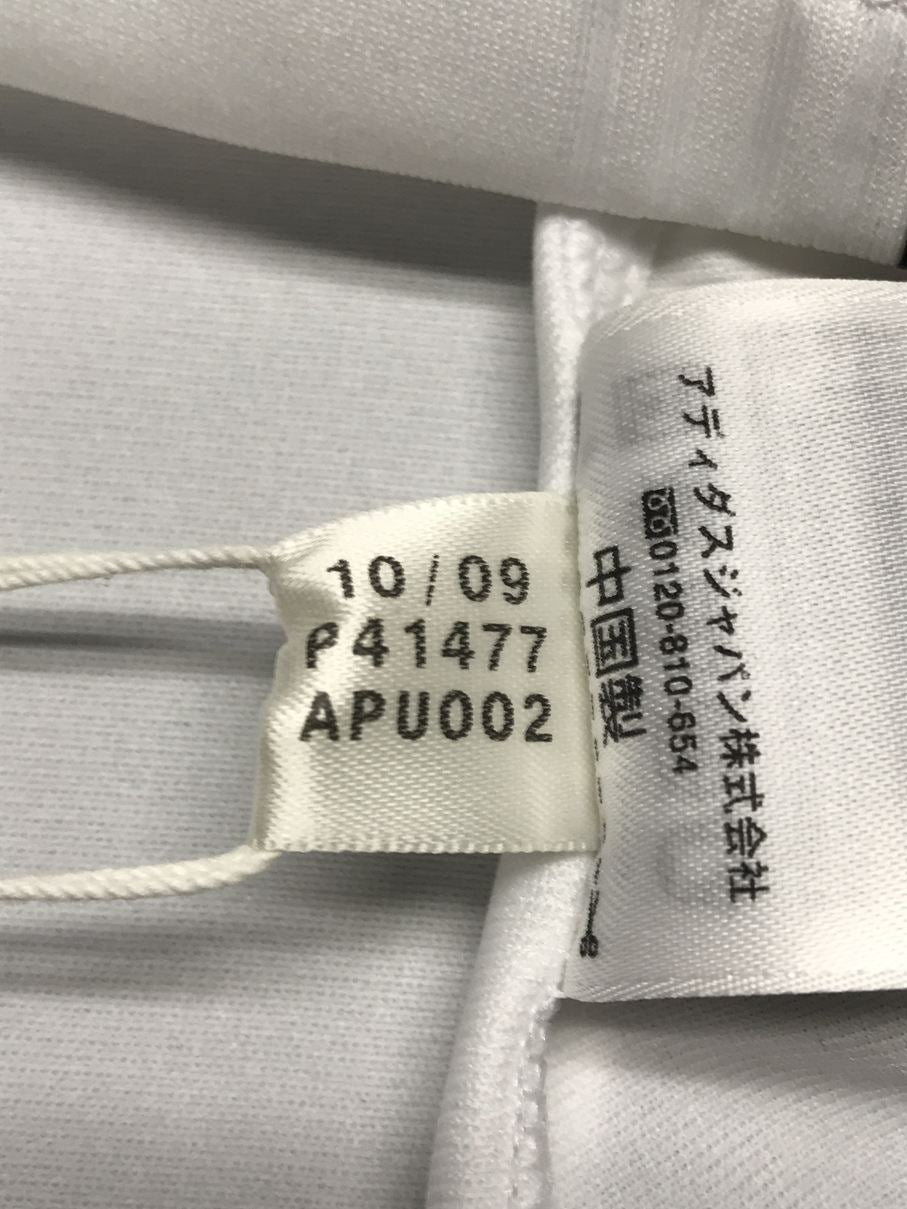 10/09
P41477
APU002
アディダスジャパン株式会社
0120-810-654
中国製